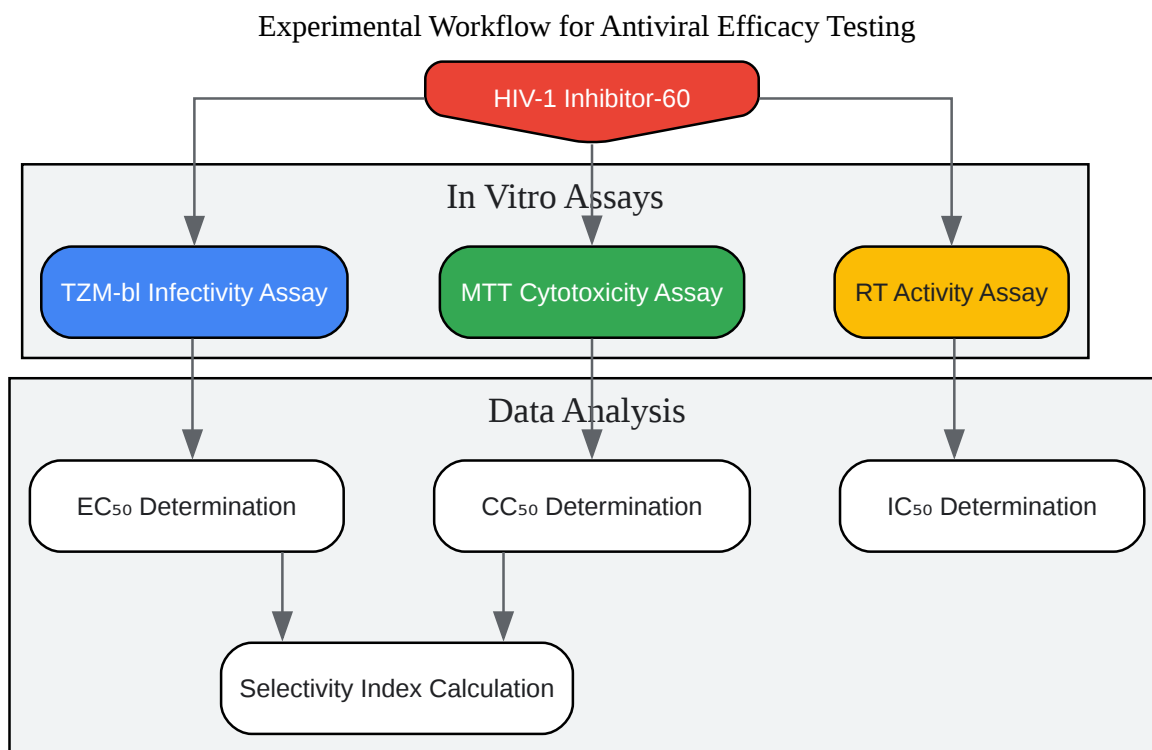 Experimental Workflow for Antiviral Efficacy Testing
HIV-1 Inhibitor-60
In Vitro Assays
TZM-bl Infectivity Assay
MTT Cytotoxicity Assay
RT Activity Assay
Data Analysis
EC₅₀ Determination
CC₅₀ Determination
IC₅₀ Determination
Selectivity Index Calculation